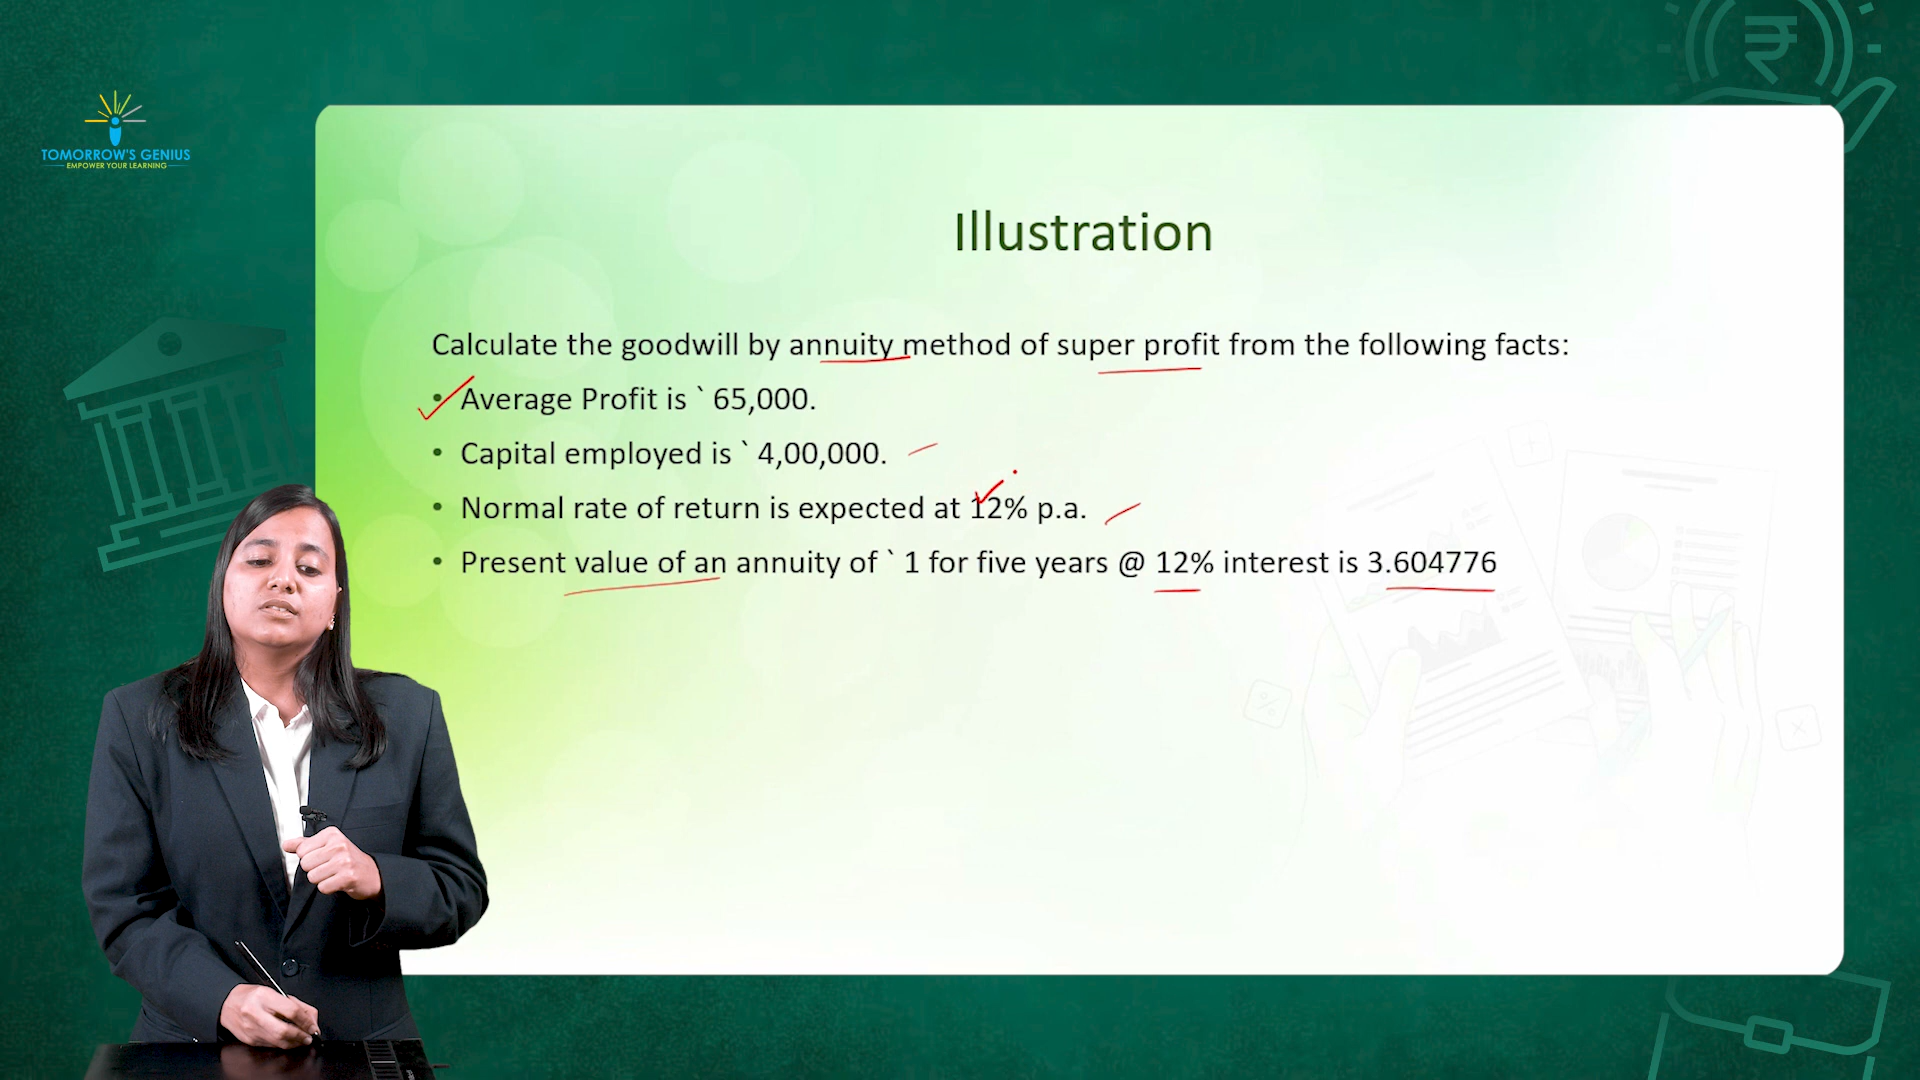 TOMORROW'S GENIUS
EMPOWER YOUR LEARNING
Illustration
Calculate the goodwill by annuity method of super profit from the following facts:
• Average Profit is ` 65,000.
• Capital employed is ` 4,00,000.
• Normal rate of return is expected at 12% p.a.
• Present value of an annuity of ` 1 for five years @ 12% interest is 3.604776